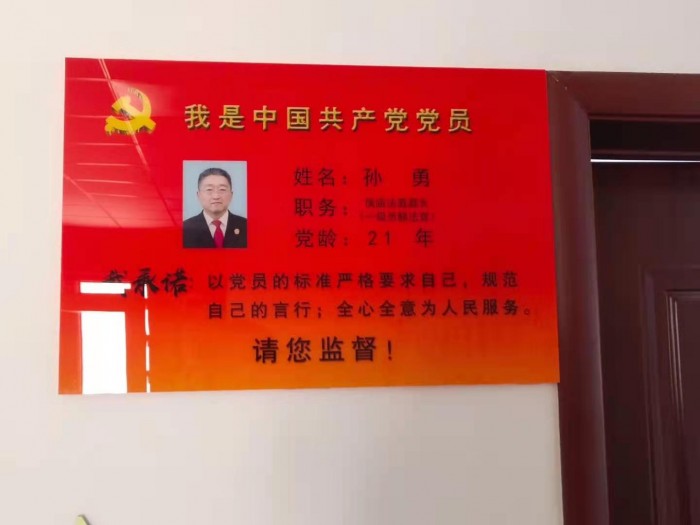 我是中国共产党党员
姓名：孙 勇
职务：
党龄：21 年
我承诺 以党员的标准严格要求自己，规范
自己的言行；全心全意为人民服务。
请您监督！